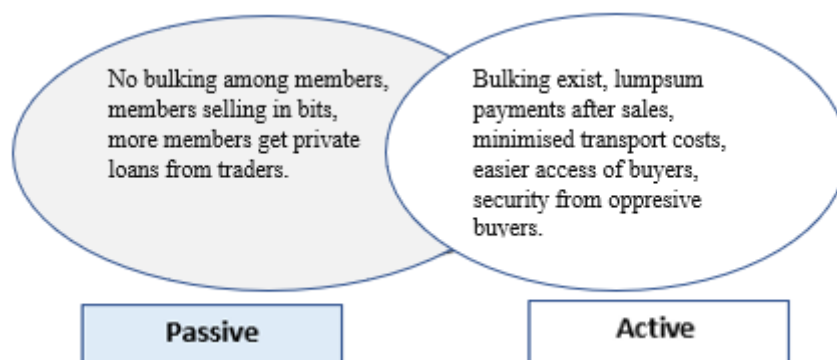 No bulking among members,
members selling in bits,
more members get private
loans from traders.
Bulking exist, lumpsum
payments after sales,
minimised transport costs,
easier access of buyers,
security from oppresive
buyers.
Passive
Active